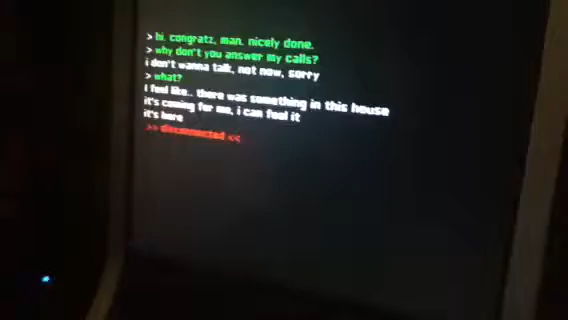 > hi. congratz, man. nicely done.
> why don't you answer my calls?
i don't wanna talk, not now, sorry
> what?
I feel like.. there was something in this house
it's coming for me, i can feel it
it's here
>> disconnected <<